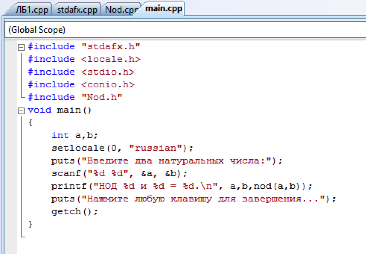 ЛБ1.cpp stdafx.cpp Nod.cpp main.cpp
(Global Scope)
#include "stdafx.h"
#include <locale.h>
#include <stdio.h>
#include <conio.h>
#include "Nod.h"
void main()
{
int a,b;
setlocale(0, "russian");
puts("Введите два натуральных числа:");
scanf("%d %d", &a, &b);
printf("НОД %d и %d = %d.\n", a,b,nod(a,b));
puts("Нажмите любую клавишу для завершения...");
getch();
}